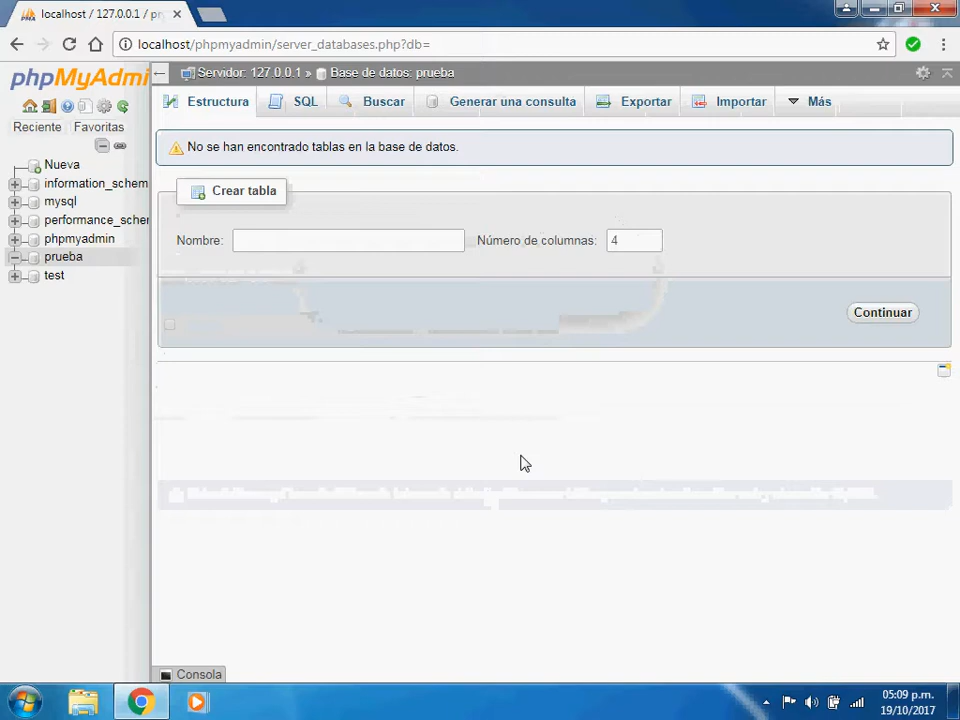 localhost / 127.0.0.1 / pr
localhost/phpmyadmin/server_databases.php?db=
phpMyAdmi
Servidor: 127.0.0.1 » Base de datos: prueba
Reciente Favoritas
Nueva
information_schem
mysql
performance_scher
phpmyadmin
prueba
test
Estructura SQL Buscar Generar una consulta Exportar Importar Más
No se han encontrado tablas en la base de datos.
Crear tabla
Nombre: Número de columnas: 4
Continuar
Consola
05:09 p.m.
19/10/2017